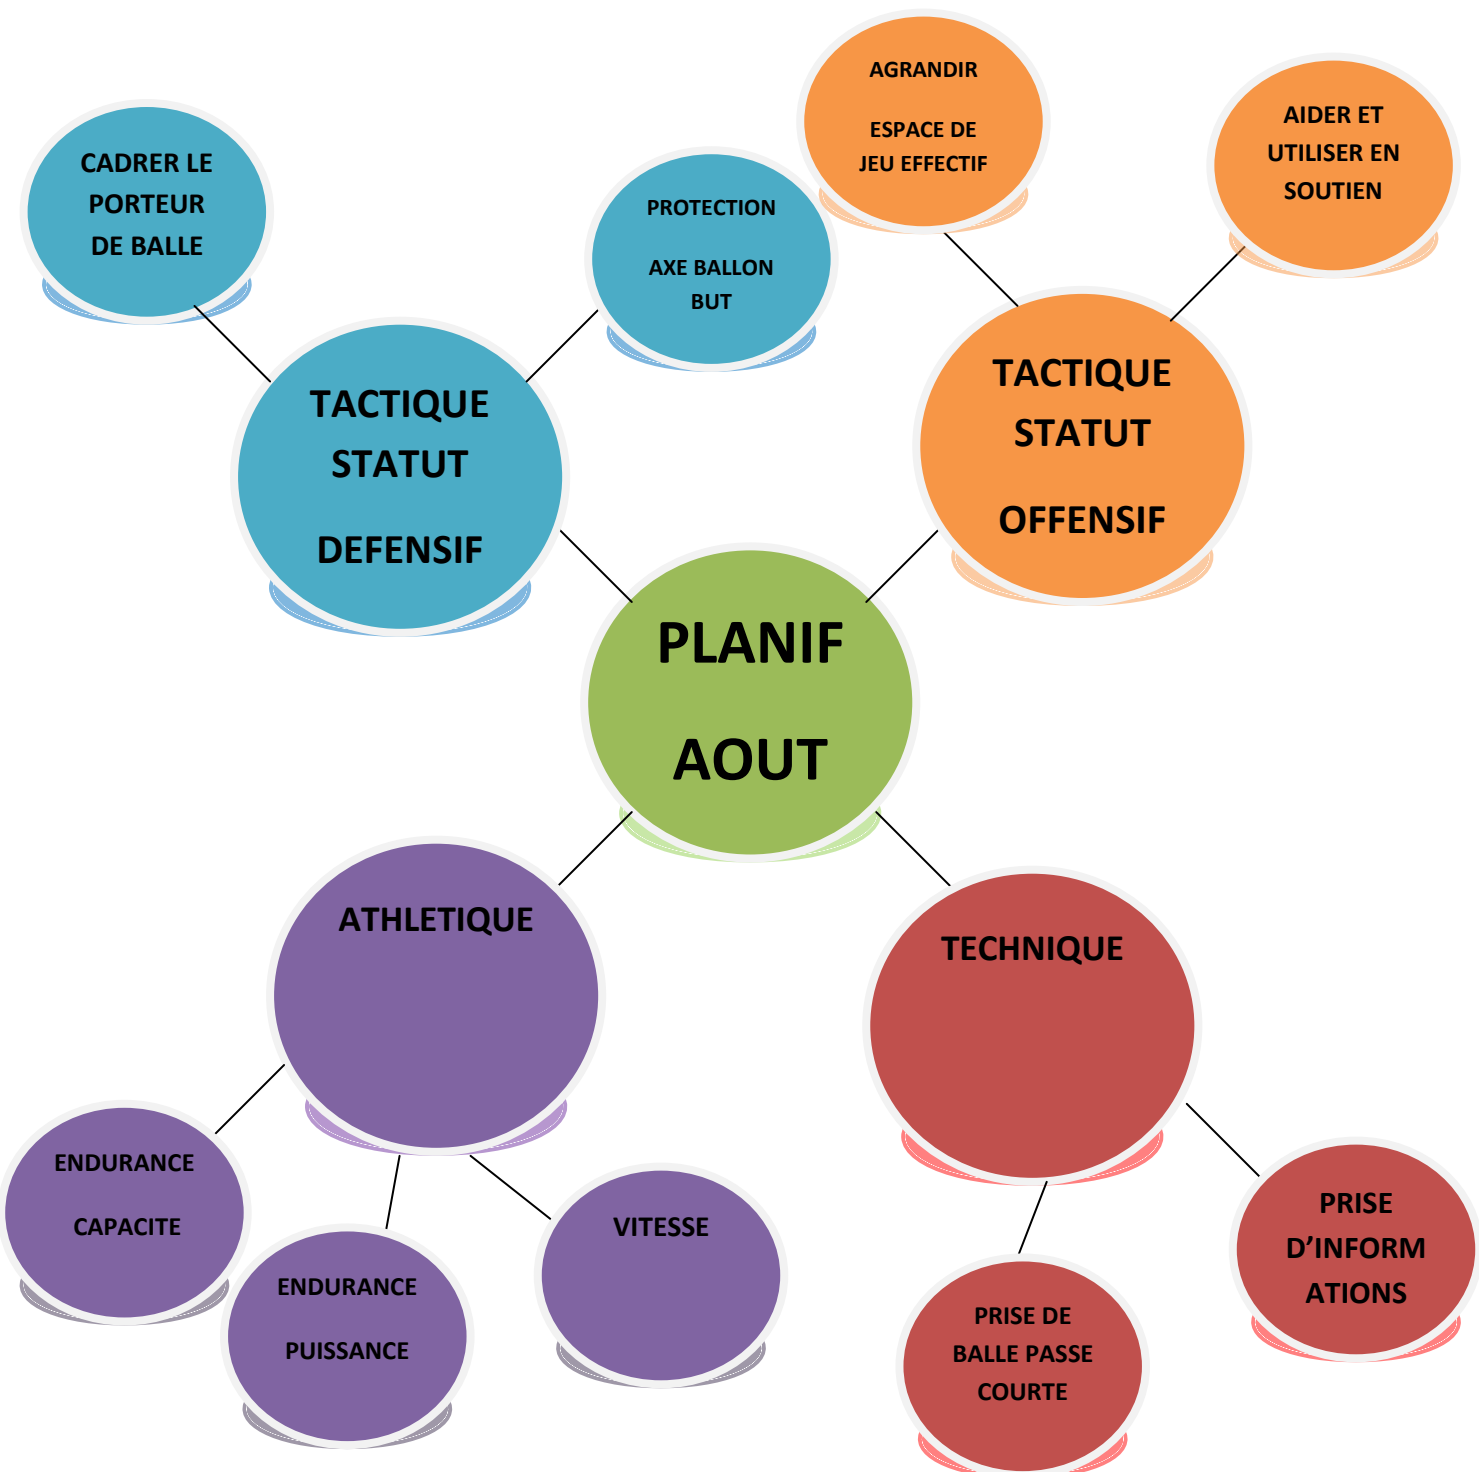 AGRANDIR
ESPACE DE
JEU EFFECTIF
AIDER ET
UTILISER EN
SOUTIEN
CADRER LE
PORTEUR
DE BALLE
PROTECTION
AXE BALLON
BUT
TACTIQUE
STATUT
DEFENSIF
TACTIQUE
STATUT
OFFENSIF
PLANIF
AOUT
ATHLETIQUE
TECHNIQUE
ENDURANCE
CAPACITE
ENDURANCE
PUISSANCE
VITESSE
PRISE DE
BALLE PASSE
COURTE
PRISE
D’INFORM
ATIONS